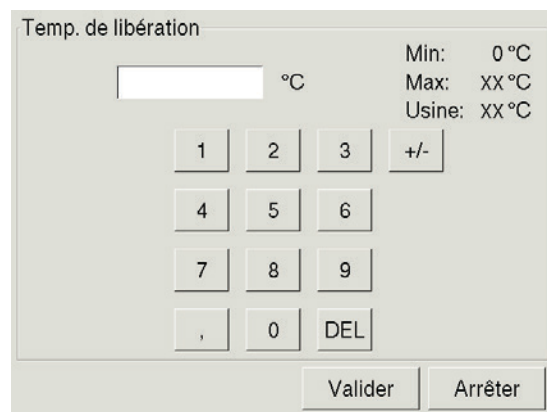 Temp. de libération
Min: 0 °C
°C Max: XX °C
Usine: XX °C
1 2 3 +/-
4 5 6
7 8 9
, 0 DEL
Valider Arrêter